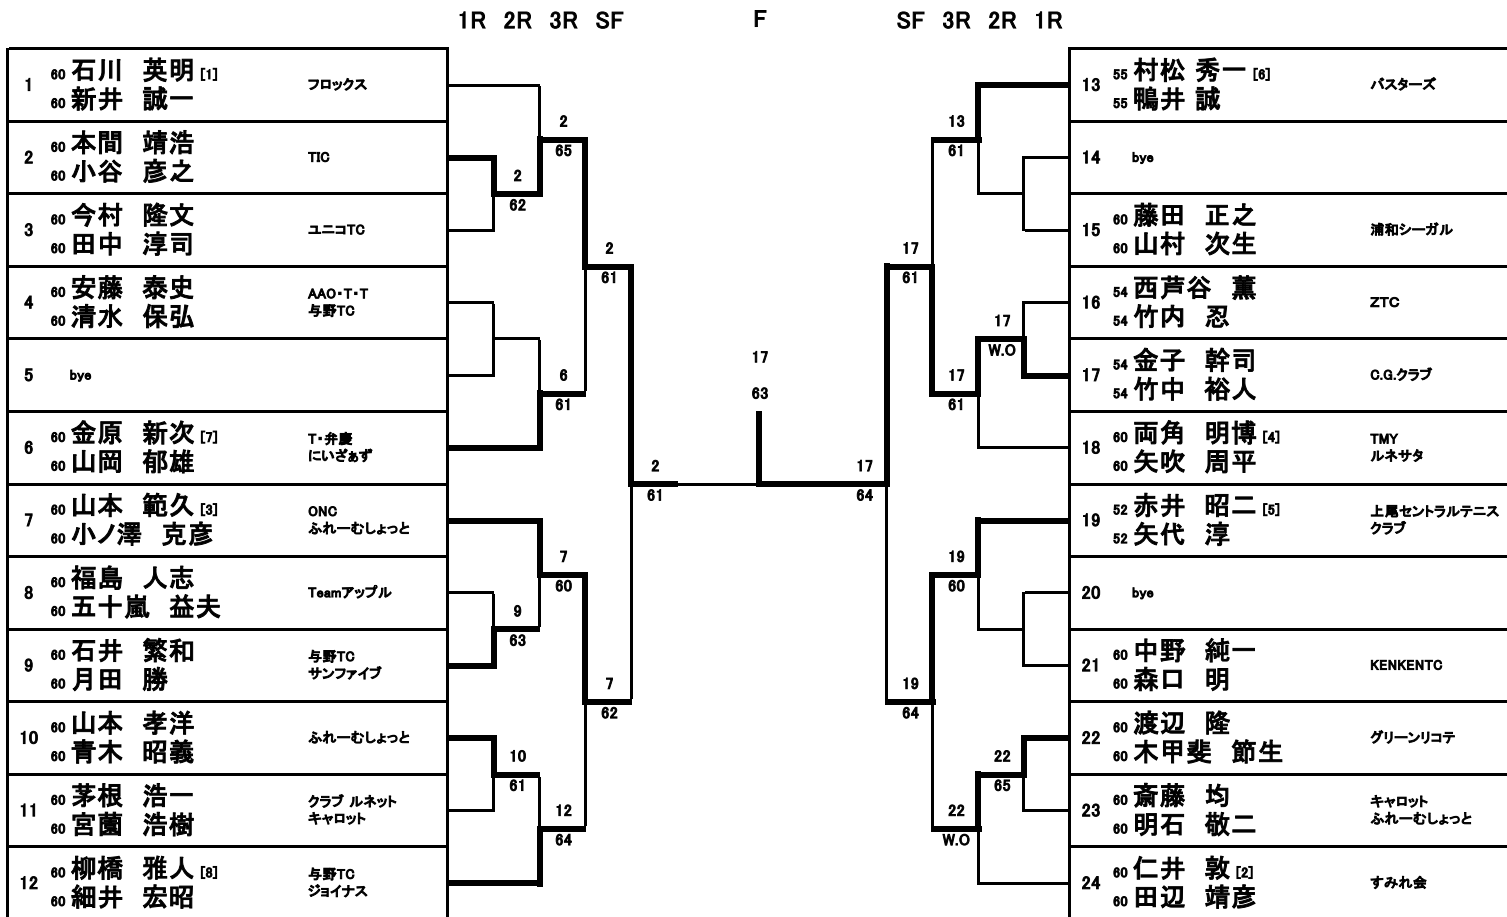 1R 2R 3R SF F SF 3R 2R 1R
1 60 石川 英明 [1] フロックス
60 新井 誠一
2 60 本間 靖浩 TIC
60 小谷 彦之
3 60 今村 隆文 ユニコTC
60 田中 淳司
4 60 安藤 泰史 AAO・T・T
60 清水 保弘 与野TC
5 bye
6 60 金原 新次 [7] T・弁慶
60 山岡 郁雄 にいざぁず
7 60 山本 範久 [3] ONC
60 小ノ澤 克彦 ふれーむしょっと
8 60 福島 人志 Teamアップル
60 五十嵐 益夫
9 60 石井 繁和 与野TC
60 月田 勝 サンファイブ
10 60 山本 孝洋 ふれーむしょっと
60 青木 昭義
11 60 茅根 浩一 クラブ ルネット
60 宮薗 浩樹 キャロット
12 60 柳橋 雅人 [8] 与野TC
60 細井 宏昭 ジョイナス
2
62
9
63
10
61
2
65
6
61
7
60
12
64
2
61
7
62
2
61
17
63
17
64
17
61
19
64
13
61
17
61
19
60
22
W.O
17
W.O
22
65
13 55 村松 秀一 [6] バスターズ
55 鴨井 誠
14 bye
15 60 藤田 正之 浦和シーガル
60 山村 次生
16 54 西芦谷 薫 ZTC
54 竹内 忍
17 54 金子 幹司 C.G.クラブ
54 竹中 裕人
18 60 両角 明博 [4] TMY
60 矢吹 周平 ルネサタ
19 52 赤井 昭二 [5] 上尾セントラルテニス
52 矢代 淳 クラブ
20 bye
21 60 中野 純一 KENKENTC
60 森口 明
22 60 渡辺 隆 グリーンリコテ
60 木甲斐 節生
23 60 斎藤 均 キャロット
60 明石 敬二 ふれーむしょっと
24 60 仁井 敦 [2] すみれ会
60 田辺 靖彦